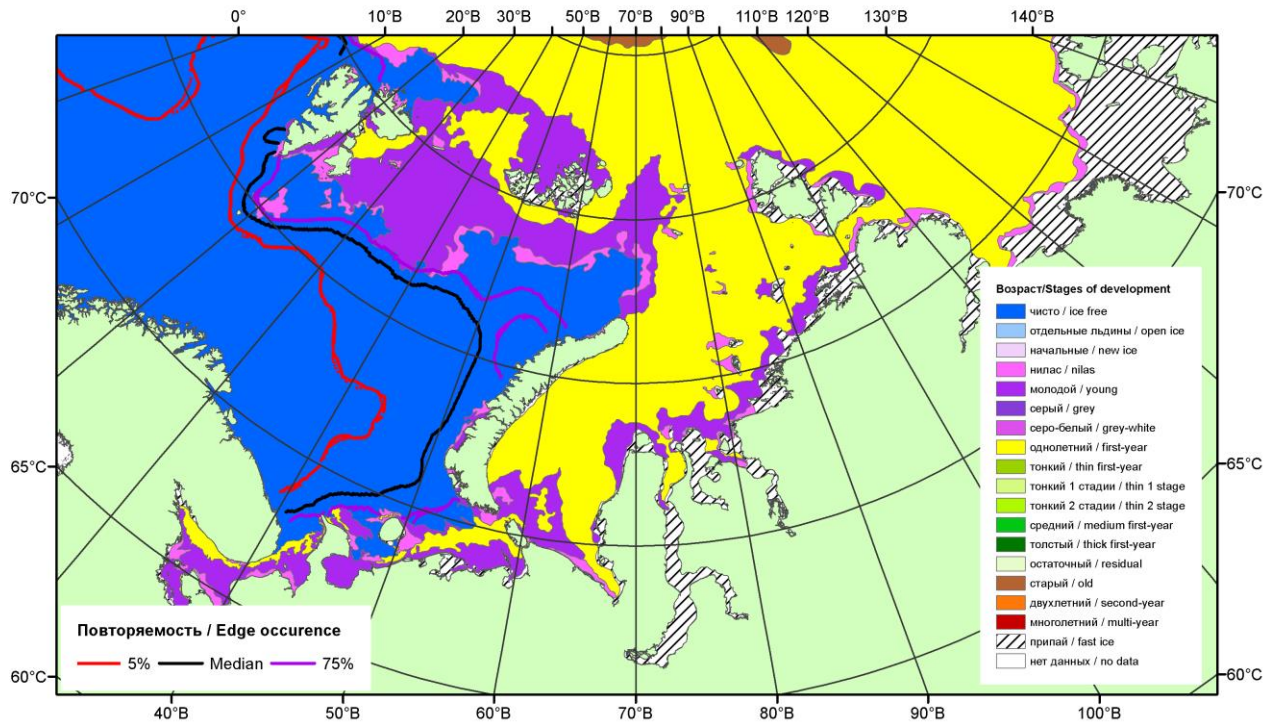 0° 10°В 20°В 30°В 50°В 70°В 90°В 110°В 120°В 130°В 140°В
70°С 70°С
65°С 65°С
60°С 60°С
Возраст/Stages of development
чисто / ice free
отдельные льдины / open ice
начальные / new ice
нилас / nilas
молодой / young
серый / grey
серо-белый / grey-white
однолетний / first-year
тонкий / thin first-year
тонкий 1 стадии / thin 1 stage
тонкий 2 стадии / thin 2 stage
средний / medium first-year
толстый / thick first-year
остаточный / residual
старый / old
двухлетний / second-year
многолетний / multi-year
припай / fast ice
нет данных / no data
Повторяемость / Edge occurence
5% Median 75%
40°В 50°В 60°В 70°В 80°В 90°В 100°В